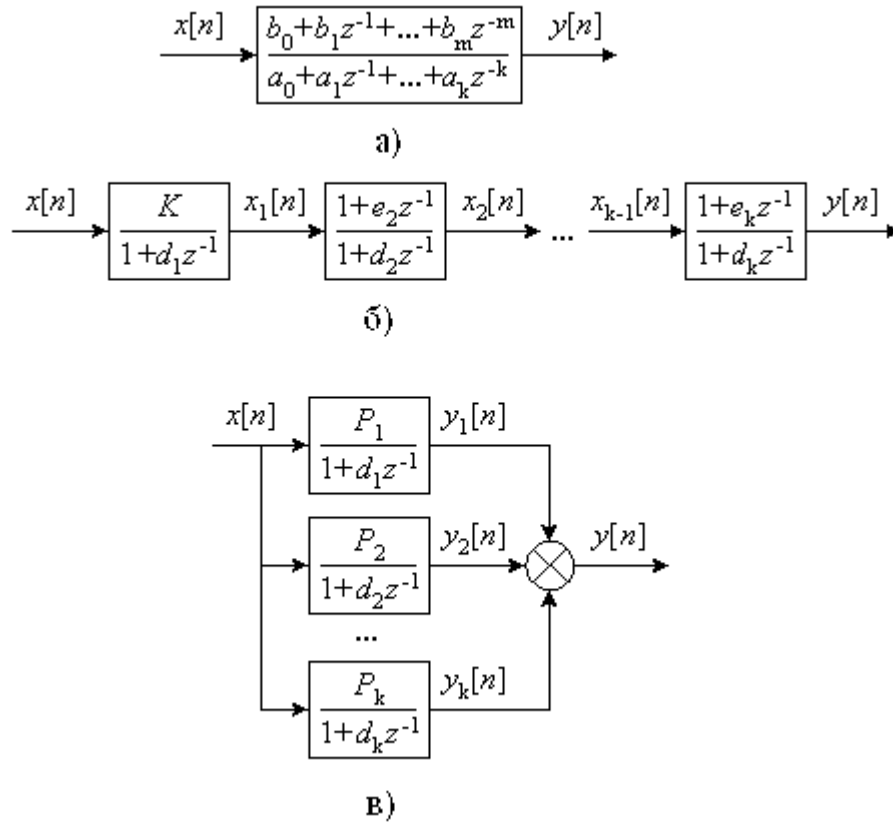 x[n] b₀+b₁z⁻¹+...+bₘz⁻ᵐ y[n]
a₀+a₁z⁻¹+...+aₖz⁻ᵏ
а)
x[n] K x₁[n] 1+e₂z⁻¹ x₂[n] ... xₖ₋₁[n] 1+eₖz⁻¹ y[n]
1+d₁z⁻¹ 1+d₂z⁻¹ 1+dₖz⁻¹
б)
x[n] P₁ y₁[n]
1+d₁z⁻¹
P₂ y₂[n] y[n]
1+d₂z⁻¹
...
Pₖ yₖ[n]
1+dₖz⁻¹
в)